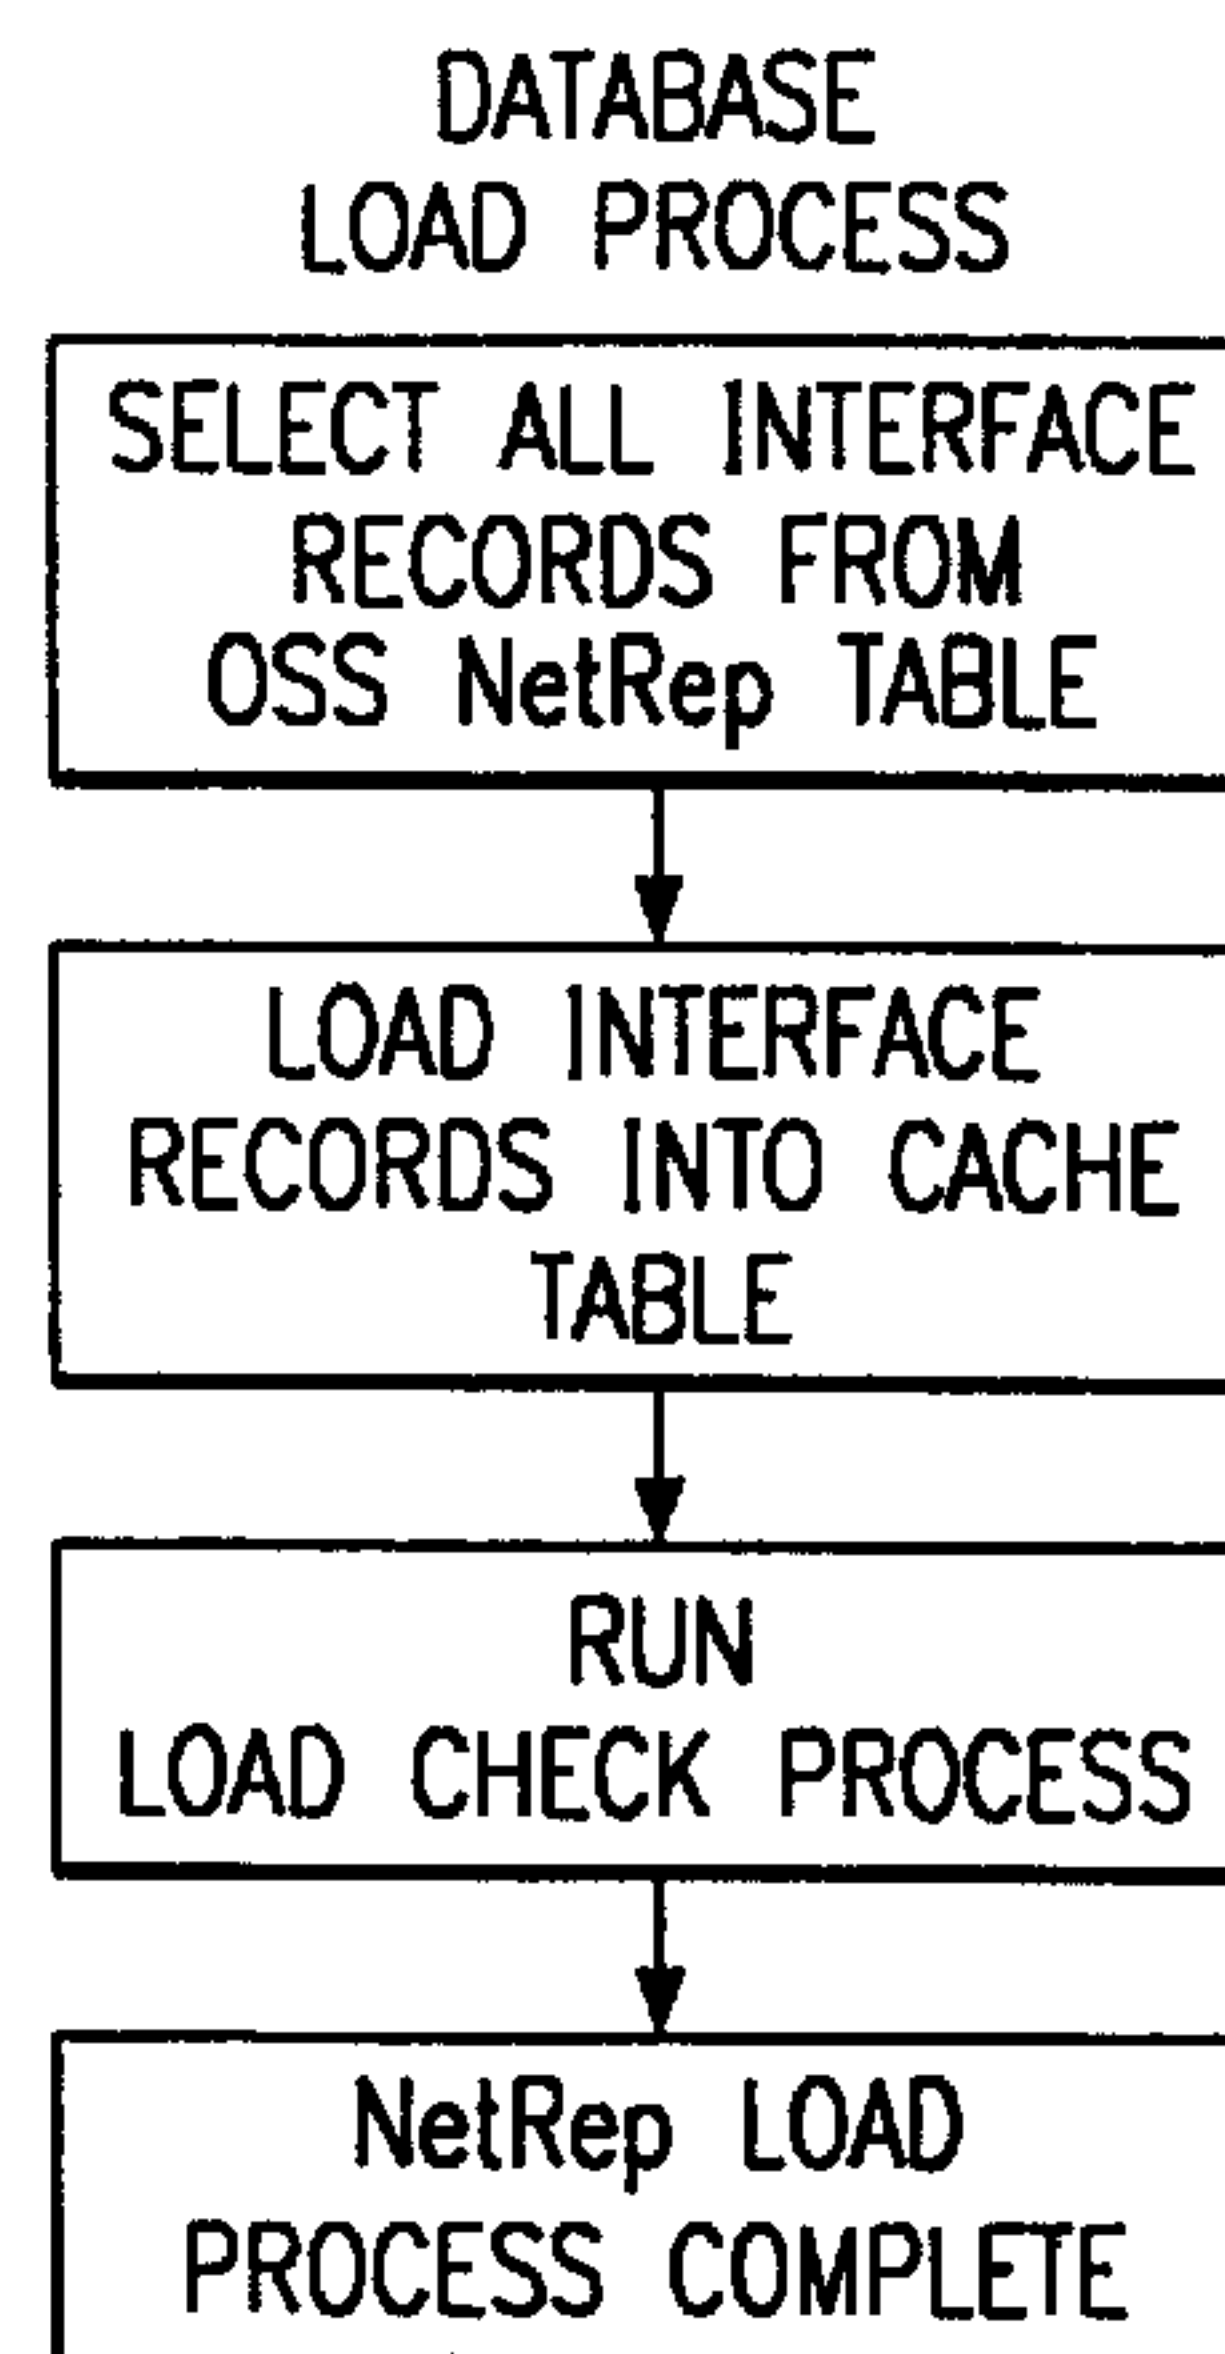 DATABASE
LOAD PROCESS
SELECT ALL INTERFACE
RECORDS FROM
OSS NetRep TABLE
LOAD INTERFACE
RECORDS INTO CACHE
TABLE
RUN
LOAD CHECK PROCESS
NetRep LOAD
PROCESS COMPLETE